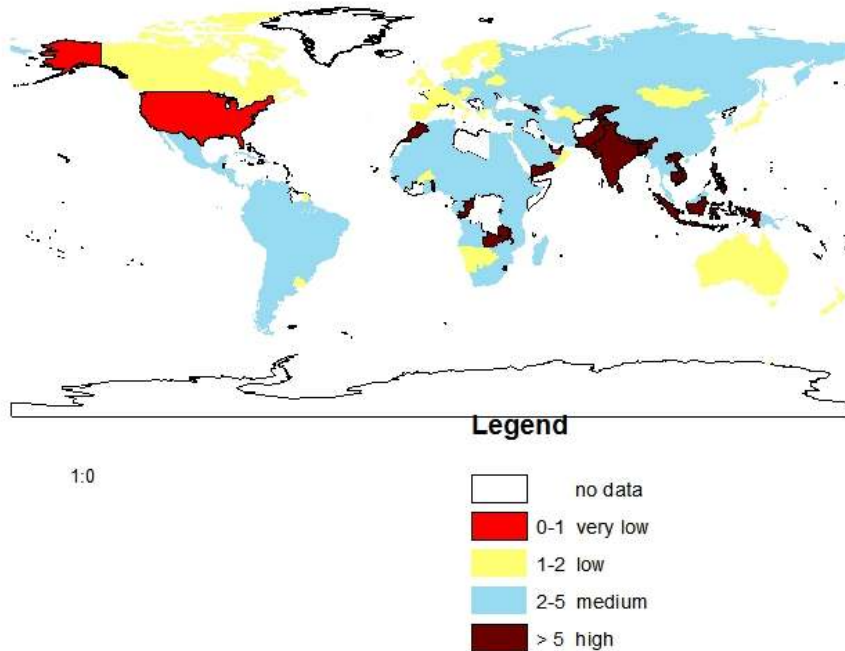 Legend
1:0
no data
0-1 very low
1-2 low
2-5 medium
> 5 high